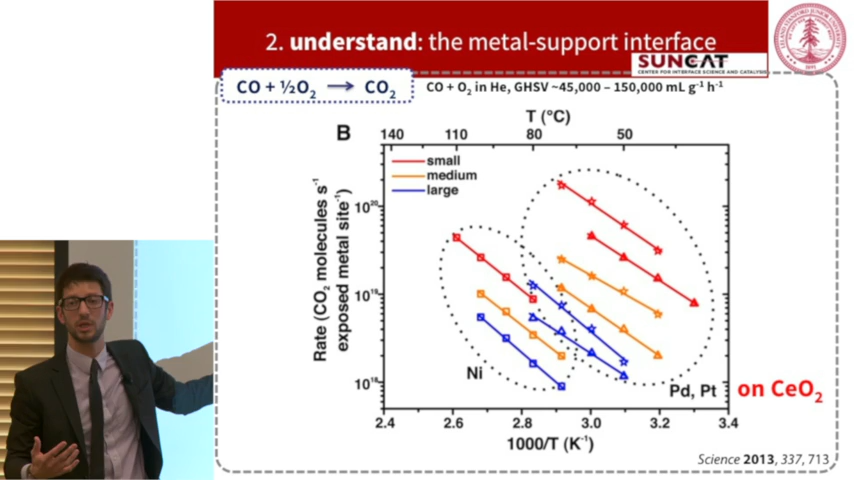 2. understand: the metal-support interface
SUNCAT
CENTER FOR INTERFACE SCIENCE AND CATALYSIS
CO + ½O₂ → CO₂
CO + O₂ in He, GHSV ~45,000 – 150,000 mL g⁻¹ h⁻¹
B
T (°C)
140 110 80 50
small
medium
large
Rate (CO₂ molecules s⁻¹
exposed metal site⁻¹)
10²⁰
10¹⁹
10¹⁸
Ni
Pd, Pt
on CeO₂
2.4 2.6 2.8 3.0 3.2 3.4
1000/T (K⁻¹)
Science 2013, 337, 713